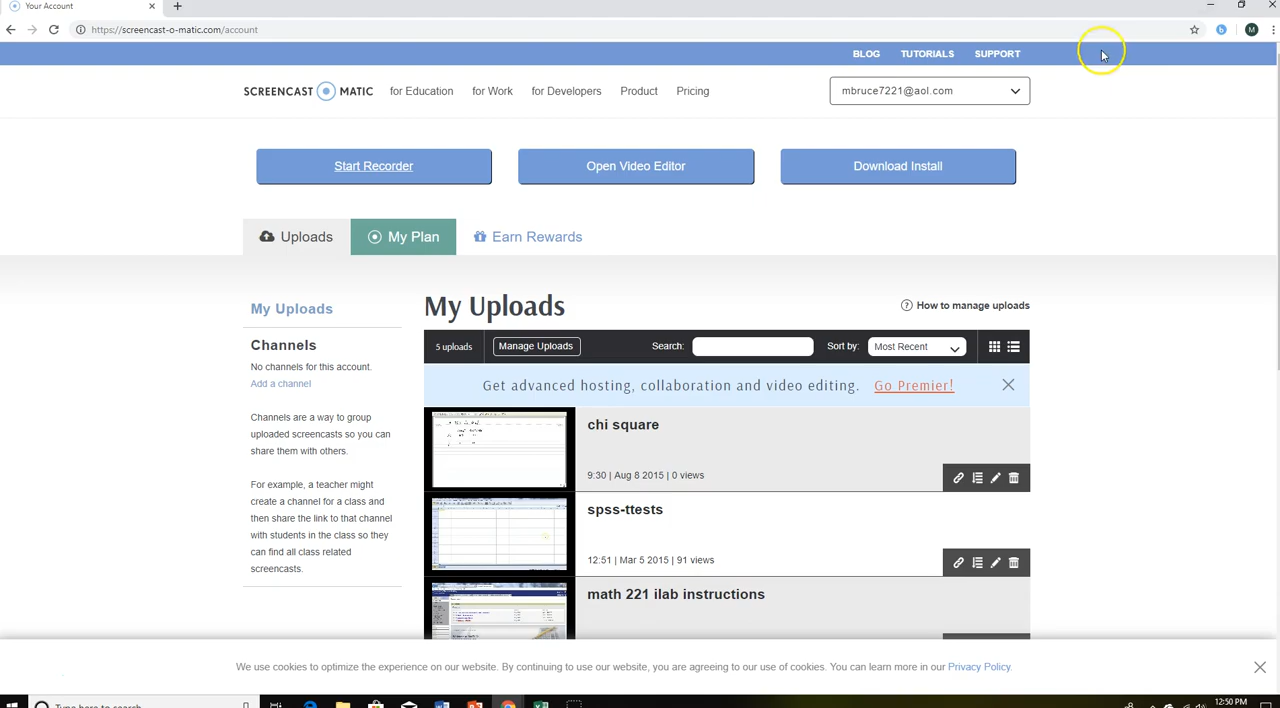 Your Account
https://screencast-o-matic.com/account
M
BLOG TUTORIALS SUPPORT
SCREENCAST MATIC for Education for Work for Developers Product Pricing mbruce7221@aol.com
Start Recorder Open Video Editor Download Install
Uploads My Plan Earn Rewards
My Uploads
My Uploads
? How to manage uploads
5 uploads Manage Uploads Search: Sort by: Most Recent
Channels
No channels for this account.
Add a channel
Channels are a way to group
uploaded screencasts so you can
share them with others.
For example, a teacher might
create a channel for a class and
then share the link to that channel
with students in the class so they
can find all class related
screencasts.
Get advanced hosting, collaboration and video editing. Go Premier!
chi square
9:30 | Aug 8 2015 | 0 views
spss-ttests
12:51 | Mar 5 2015 | 91 views
math 221 ilab instructions
We use cookies to optimize the experience on our website. By continuing to use our website, you are agreeing to our use of cookies. You can learn more in our Privacy Policy.
Type here to search
12:50 PM